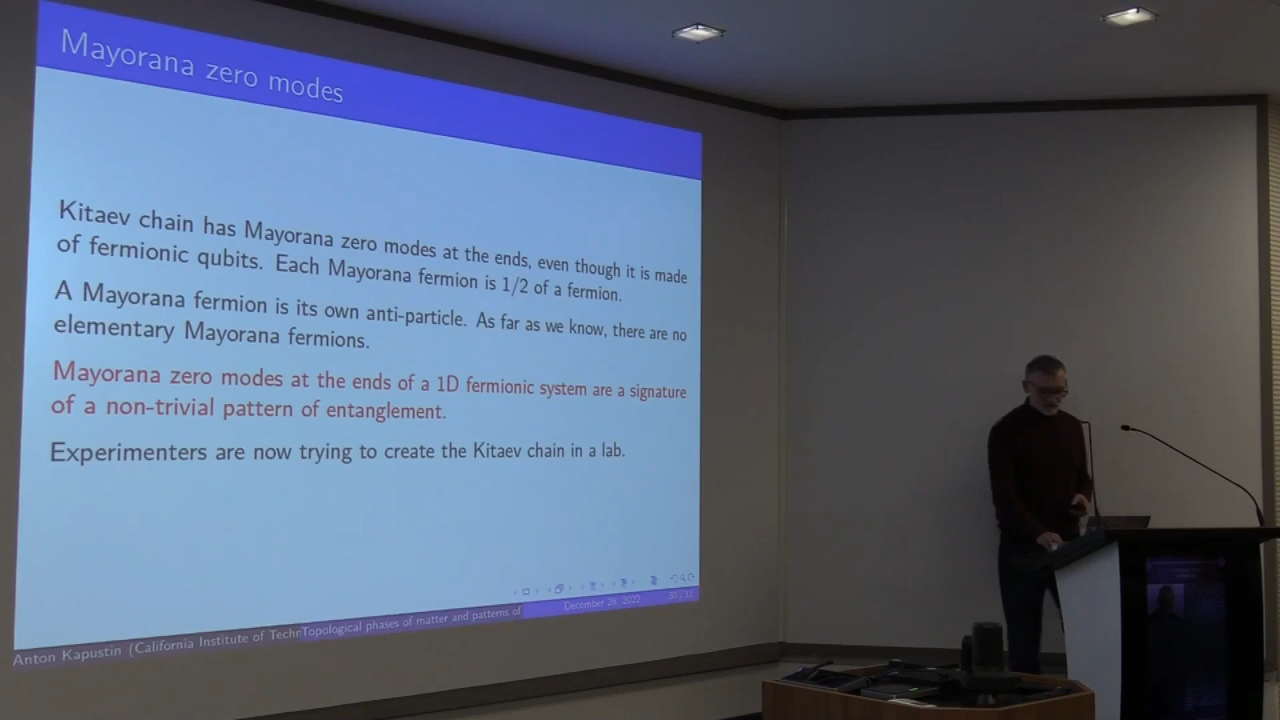 Mayorana zero modes
Kitaev chain has Mayorana zero modes at the ends, even though it is made
of fermionic qubits. Each Mayorana fermion is 1/2 of a fermion.
A Mayorana fermion is its own anti-particle. As far as we know, there are no
elementary Mayorana fermions.
Mayorana zero modes at the ends of a 1D fermionic system are a signature
of a non-trivial pattern of entanglement.
Experimenters are now trying to create the Kitaev chain in a lab.
Anton Kapustin (California Institute of Techn Topological phases of matter and patterns of